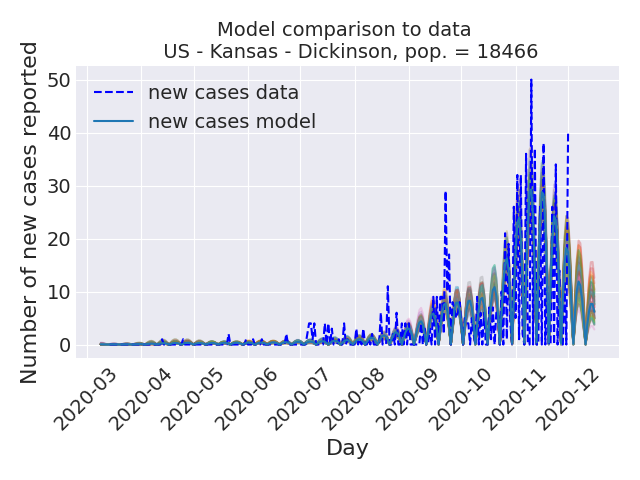 Model comparison to data
US - Kansas - Dickinson, pop. = 18466
Number of new cases reported
50
40
30
20
10
0
new cases data
new cases model
2020-03
2020-04
2020-05
2020-06
2020-07
2020-08
2020-09
2020-10
2020-11
2020-12
Day